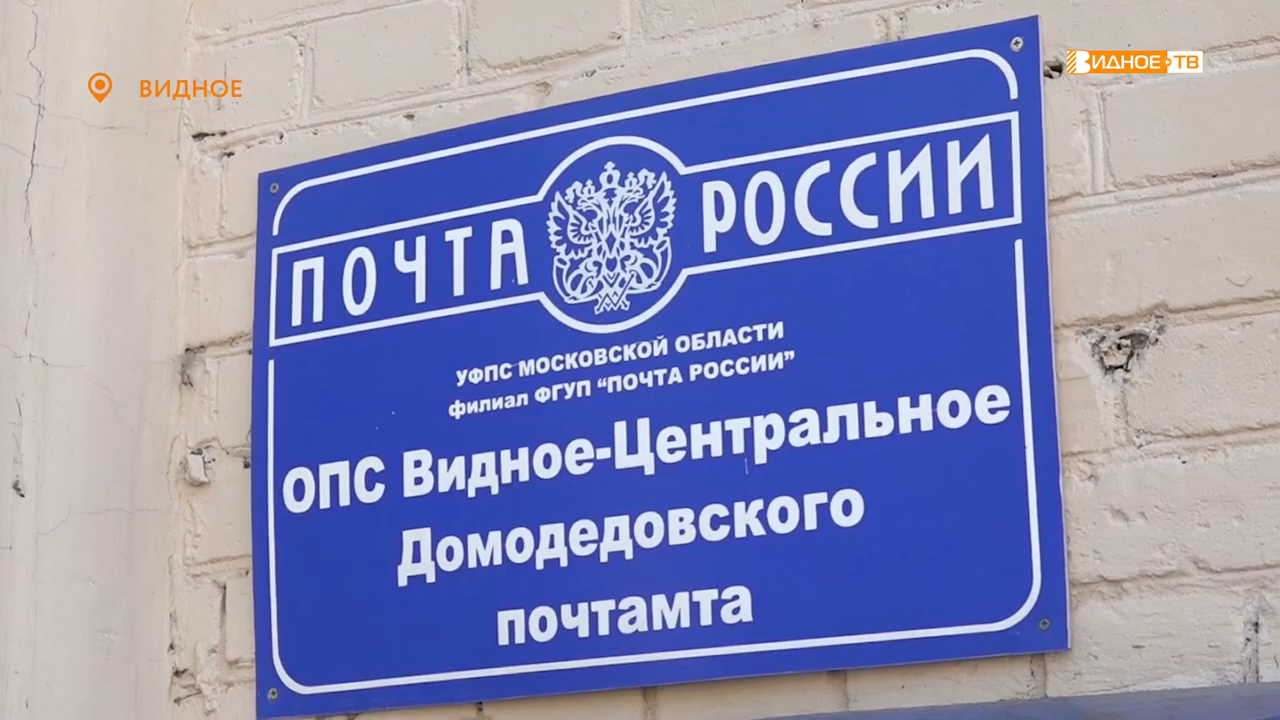 ВИДНОЕ
ВИДНОЕ ТВ
ПОЧТА РОССИИ
УФПС МОСКОВСКОЙ ОБЛАСТИ
филиал ФГУП “ПОЧТА РОССИИ”
ОПС Видное-Центральное
Домодедовского
почтамта